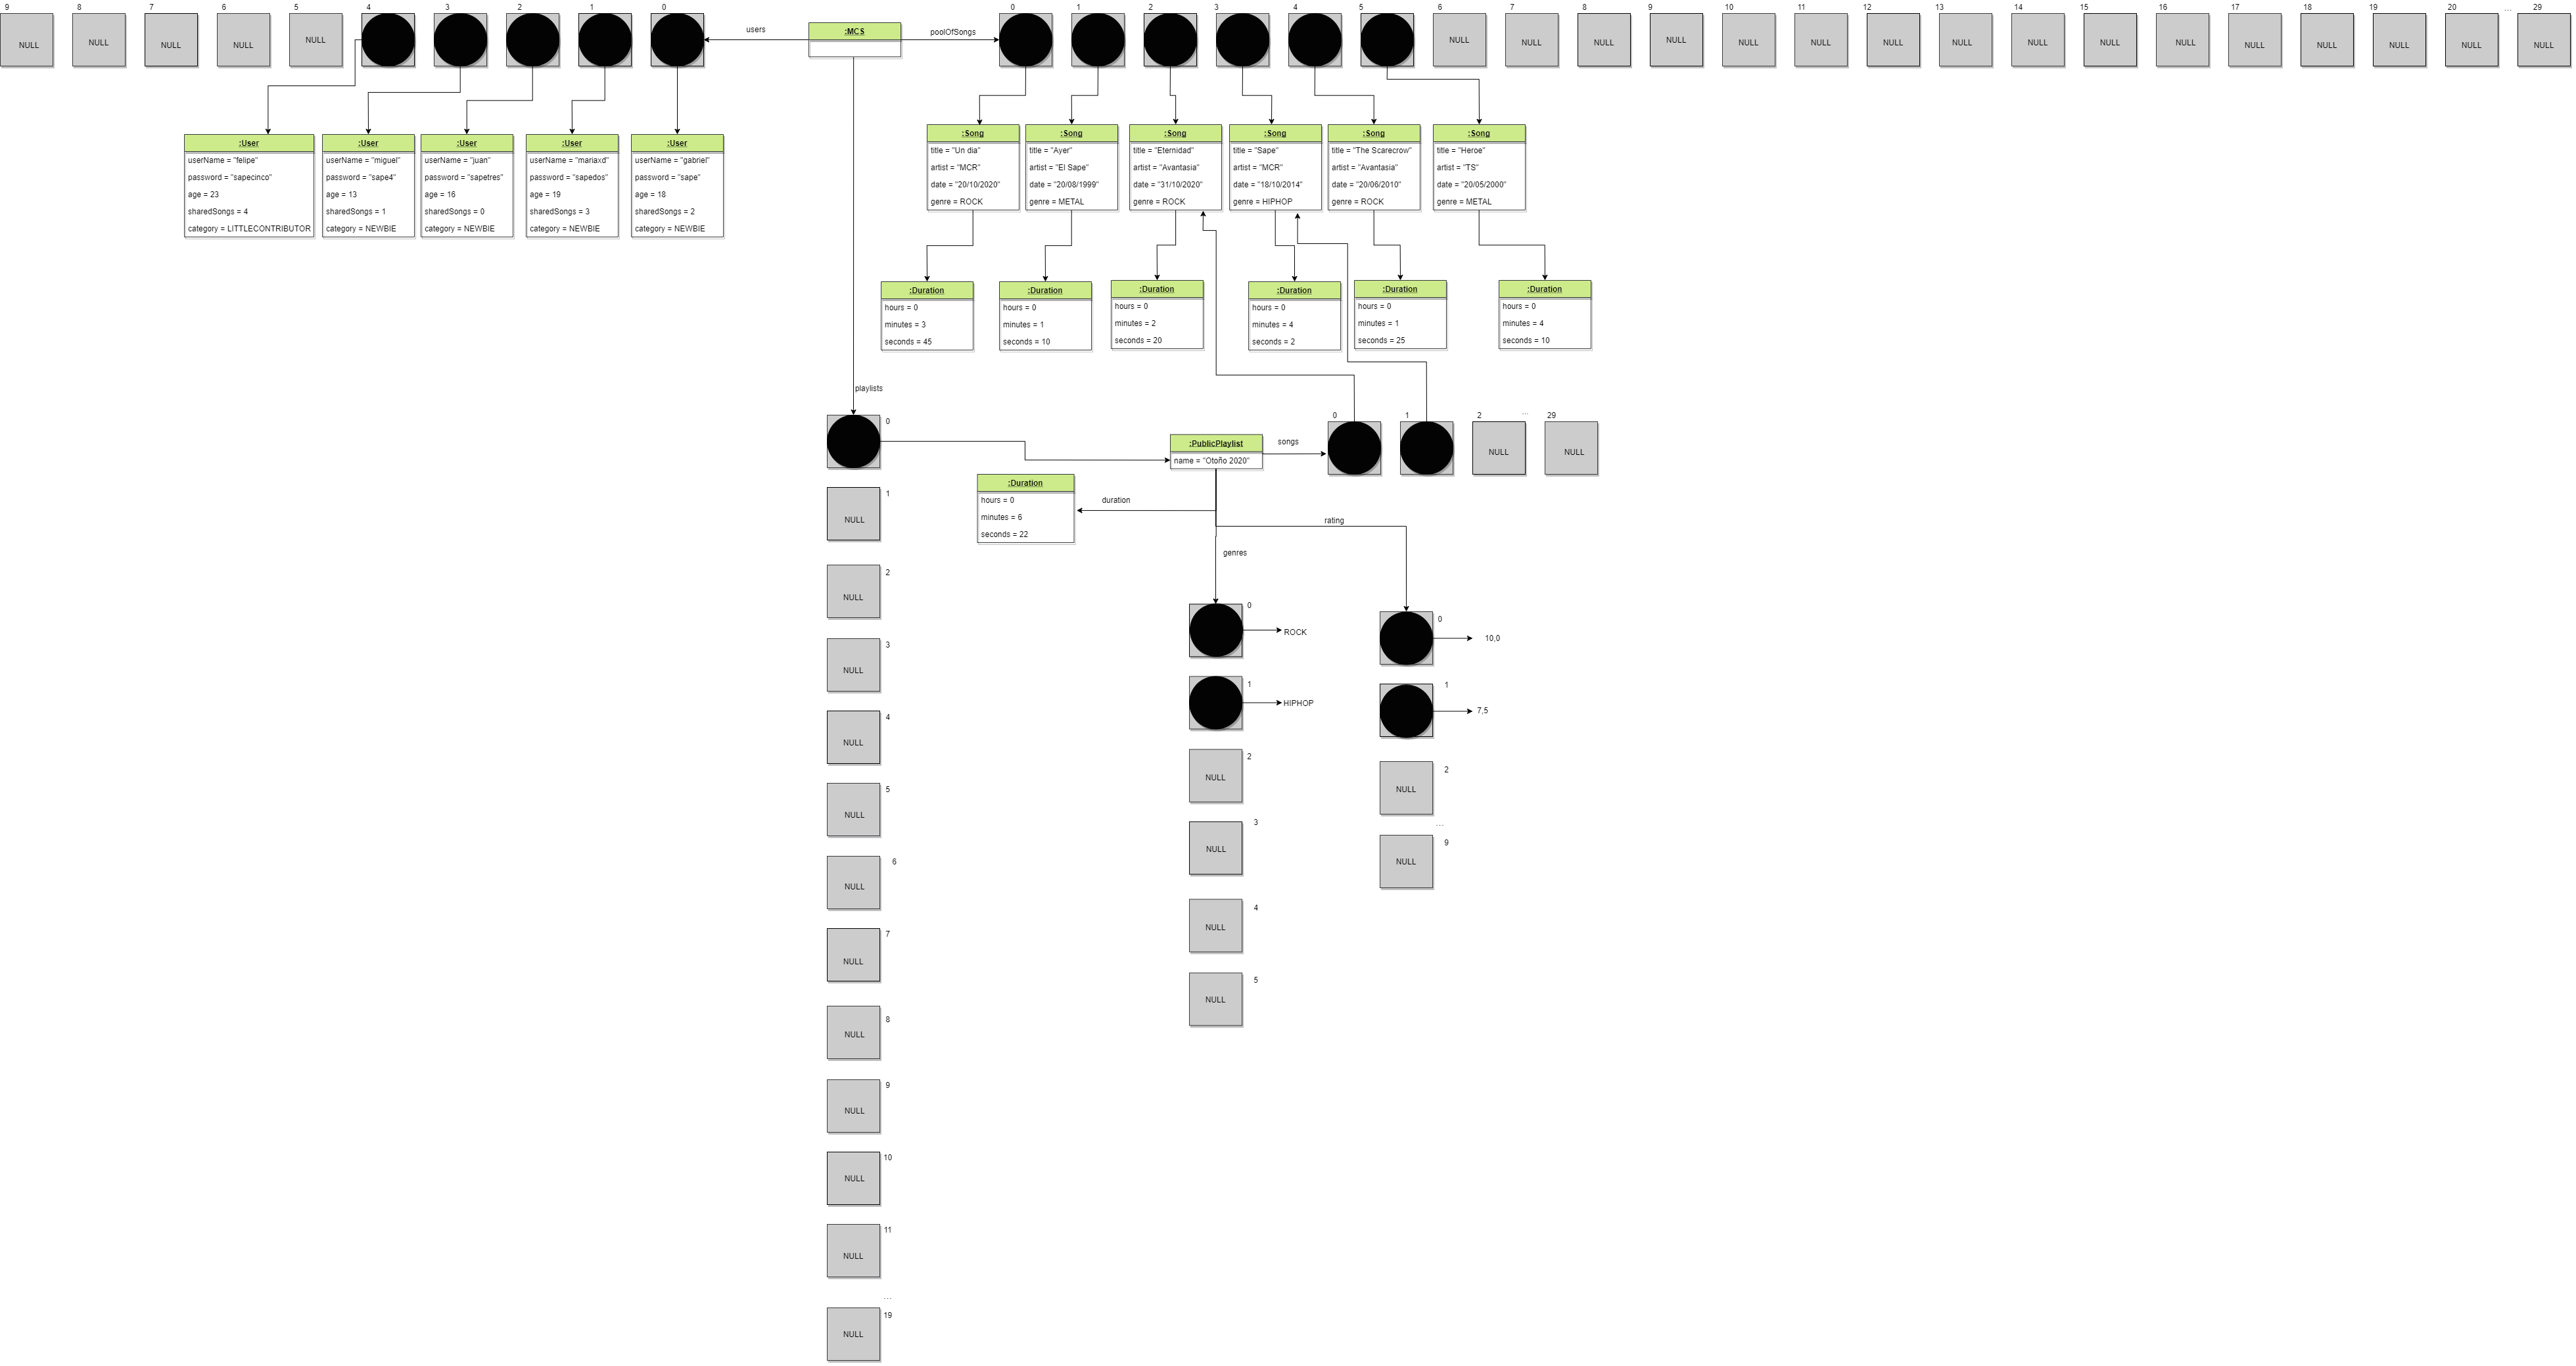 9 8 7 6 5 4 3 2 1 0
0 1 2 3 4 5 6 7 8 9 10 11 12 13 14 15 16 17 18 19 20 ... 29
NULL NULL NULL NULL NULL
users
:MCS
poolOfSongs
NULL NULL NULL NULL NULL NULL NULL NULL NULL NULL NULL NULL NULL NULL NULL NULL
:User
userName = "felipe"
password = "sapecinco"
age = 23
sharedSongs = 4
category = LITTLECONTRIBUTOR
:User
userName = "miguel"
password = "sape4"
age = 13
sharedSongs = 1
category = NEWBIE
:User
userName = "juan"
password = "sapetres"
age = 16
sharedSongs = 0
category = NEWBIE
:User
userName = "mariaxd"
password = "sapedos"
age = 19
sharedSongs = 3
category = NEWBIE
:User
userName = "gabriel"
password = "sape"
age = 18
sharedSongs = 2
category = NEWBIE
:Song
title = "Un dia"
artist = "MCR"
date = "20/10/2020"
genre = ROCK
:Song
title = "Ayer"
artist = "El Sape"
date = "20/08/1999"
genre = METAL
:Song
title = "Eternidad"
artist = "Avantasia"
date = "31/10/2020"
genre = ROCK
:Song
title = "Sape"
artist = "MCR"
date = "18/10/2014"
genre = HIPHOP
:Song
title = "The Scarecrow"
artist = "Avantasia"
date = "20/06/2010"
genre = ROCK
:Song
title = "Heroe"
artist = "TS"
date = "20/05/2000"
genre = METAL
:Duration
hours = 0
minutes = 3
seconds = 45
:Duration
hours = 0
minutes = 1
seconds = 10
:Duration
hours = 0
minutes = 2
seconds = 20
:Duration
hours = 0
minutes = 4
seconds = 2
:Duration
hours = 0
minutes = 1
seconds = 25
:Duration
hours = 0
minutes = 4
seconds = 10
playlists
0
:PublicPlaylist
name = "Otoño 2020"
songs
0 1 2 ... 29
NULL NULL
:Duration
hours = 0
minutes = 6
seconds = 22
duration
rating
genres
0
ROCK
1
HIPHOP
2
NULL
3
NULL
4
NULL
5
NULL
0
10,0
1
7,5
2
NULL
...
9
NULL
1
NULL
2
NULL
3
NULL
4
NULL
5
NULL
6
NULL
7
NULL
8
NULL
9
NULL
10
NULL
11
NULL
...
19
NULL